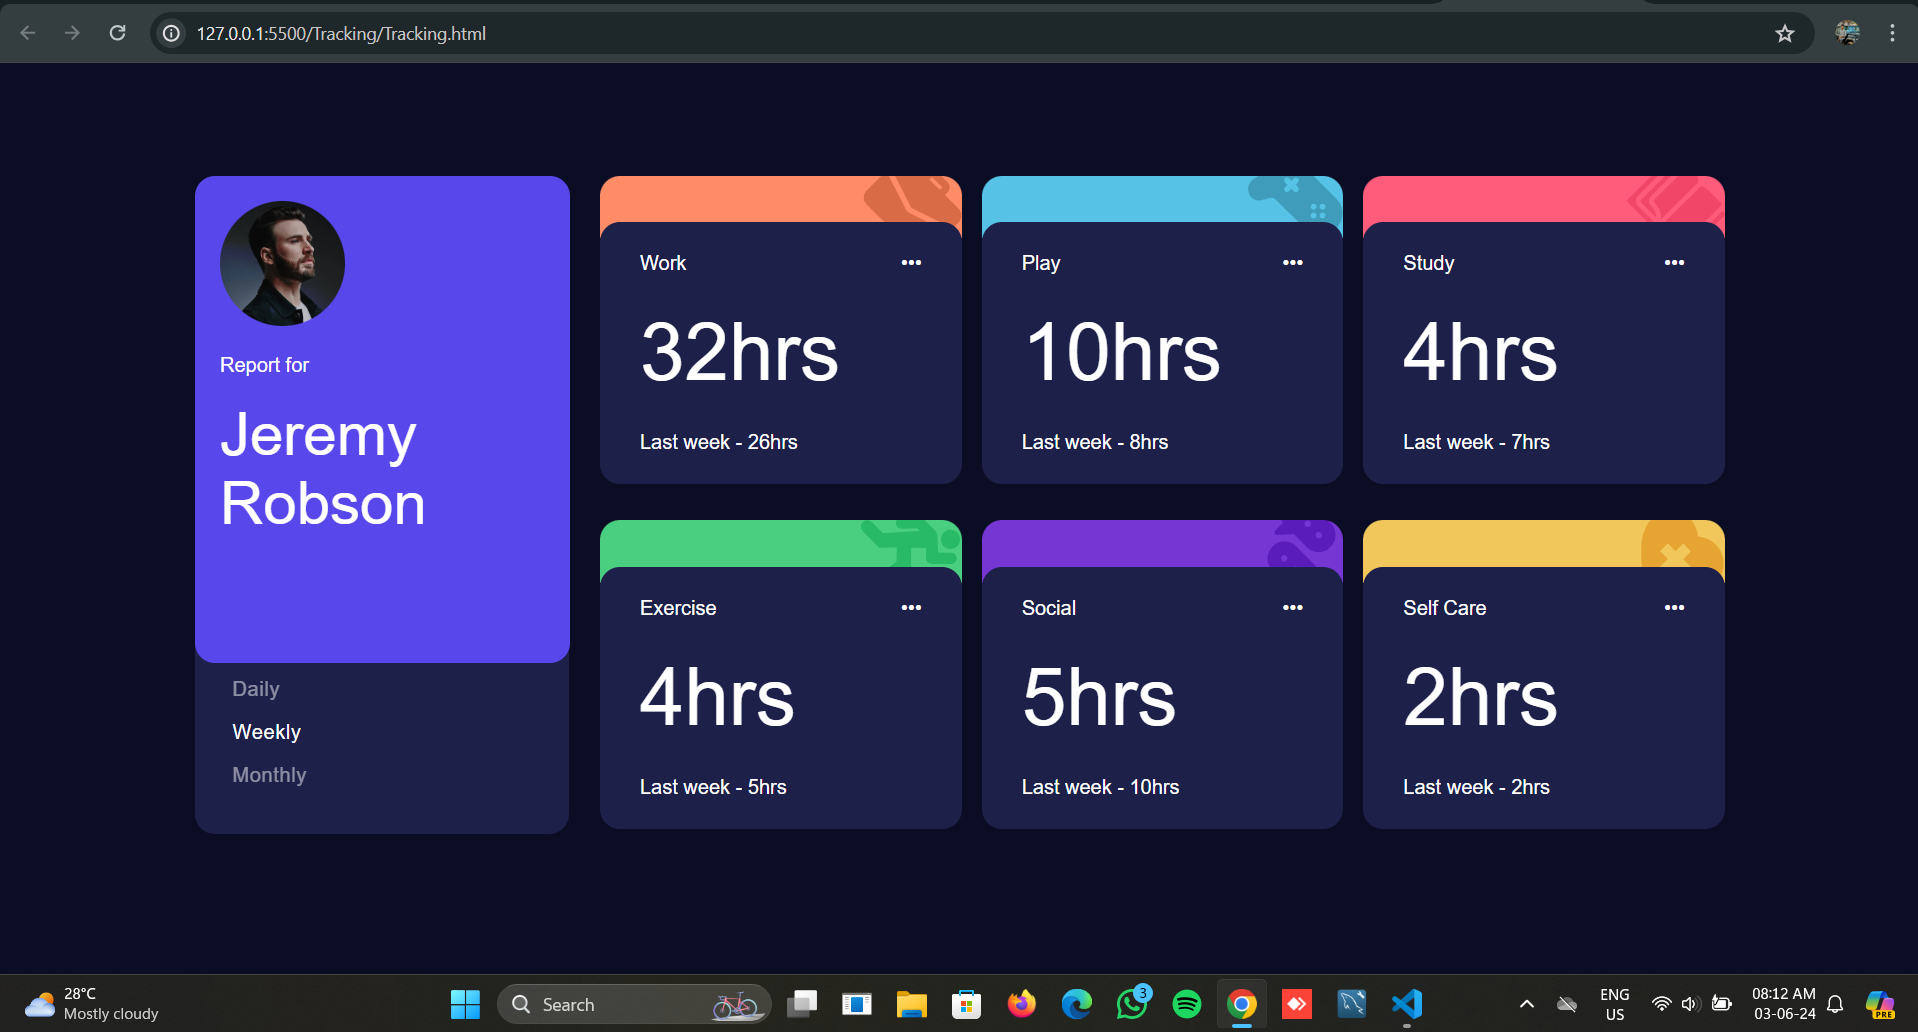 127.0.0.1:5500/Tracking/Tracking.html
Report for
Jeremy
Robson
Daily
Weekly
Monthly
Work
32hrs
Last week - 26hrs
Play
10hrs
Last week - 8hrs
Study
4hrs
Last week - 7hrs
Exercise
4hrs
Last week - 5hrs
Social
5hrs
Last week - 10hrs
Self Care
2hrs
Last week - 2hrs
28°C
Mostly cloudy
Search
3
ENG
US
08:12 AM
03-06-24
PRE